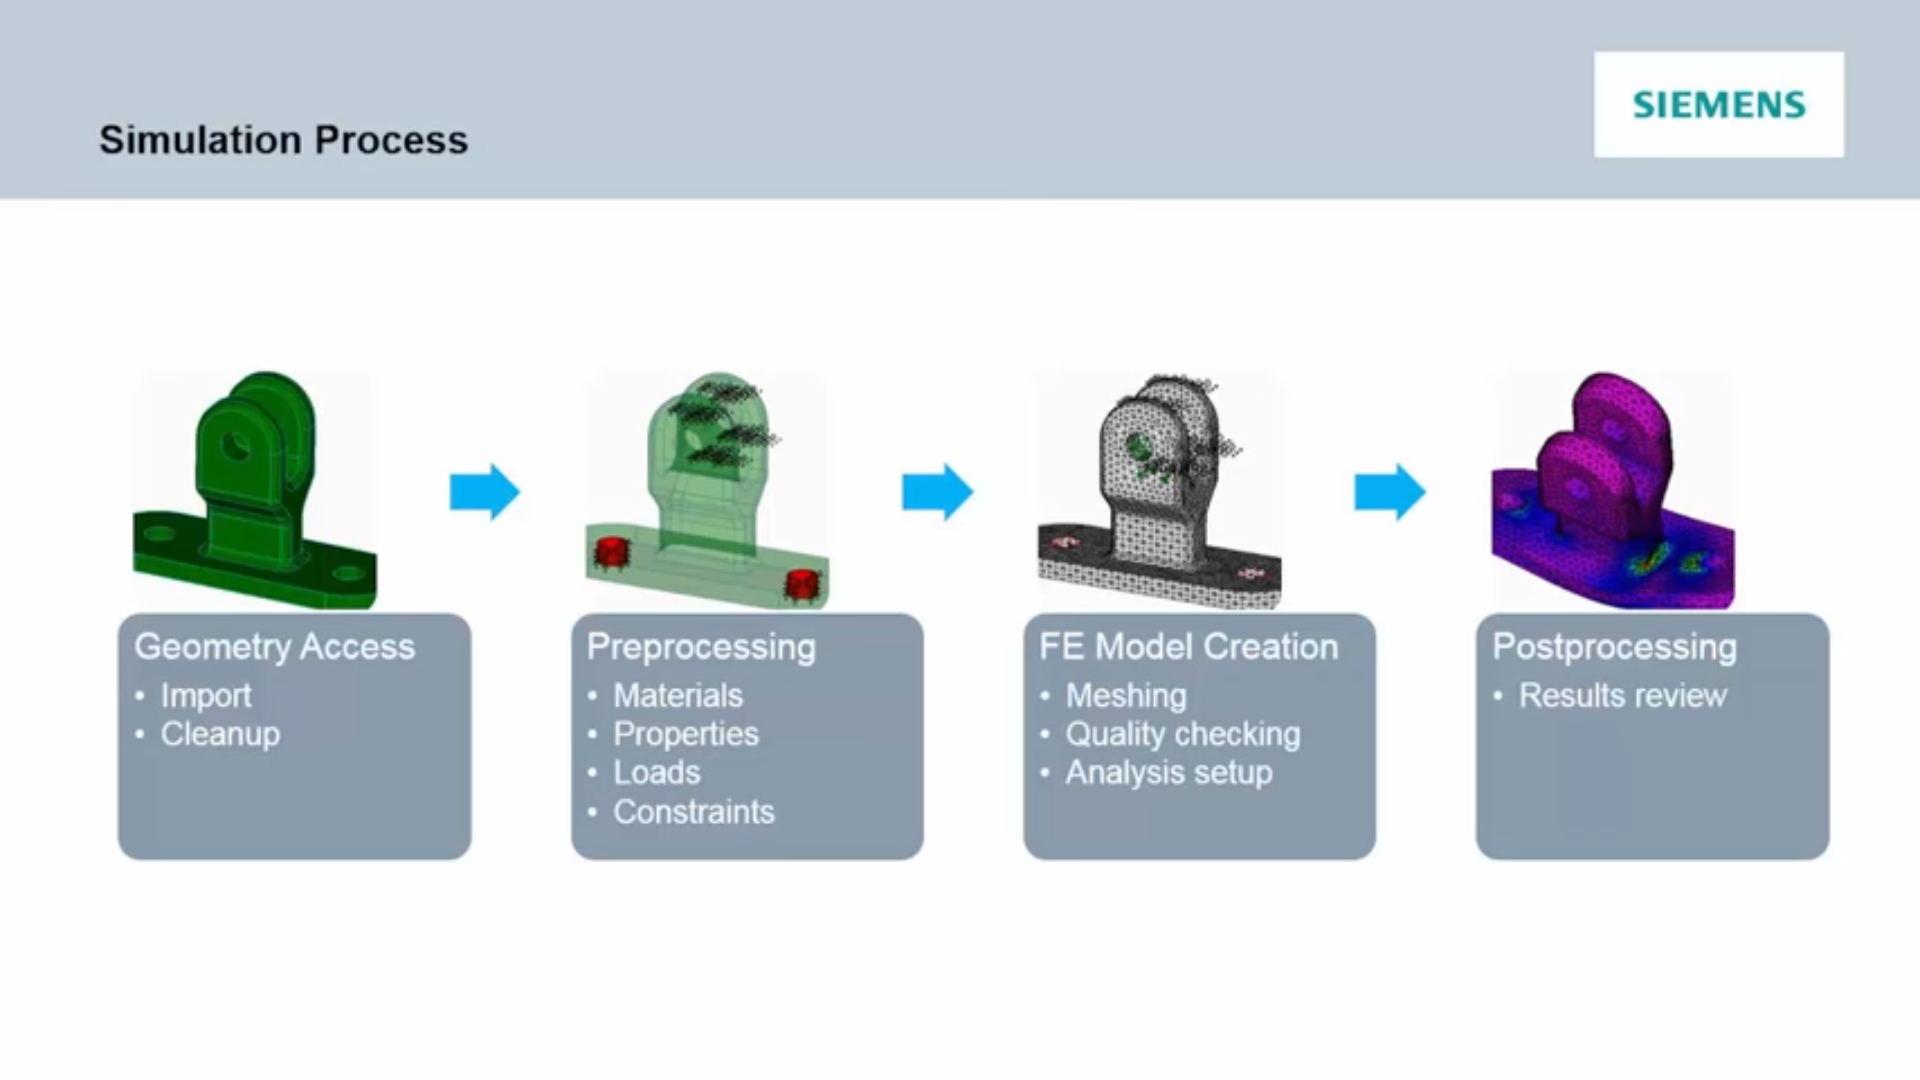 SIEMENS
Simulation Process
Geometry Access
• Import
• Cleanup
Preprocessing
• Materials
• Properties
• Loads
• Constraints
FE Model Creation
• Meshing
• Quality checking
• Analysis setup
Postprocessing
• Results review